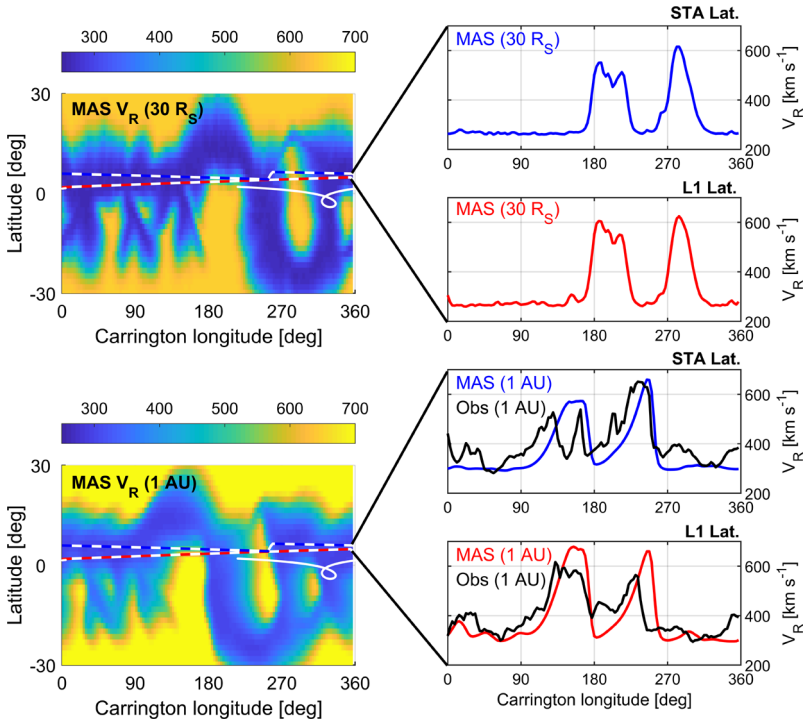 300 400 500 600 700
MAS V_R (30 R_S)
30
0
-30
Latitude [deg]
0 90 180 270 360
Carrington longitude [deg]
STA Lat.
MAS (30 R_S)
600
400
200
V_R [km s⁻¹]
0 90 180 270 360
L1 Lat.
MAS (30 R_S)
600
400
200
V_R [km s⁻¹]
0 90 180 270 360
300 400 500 600 700
MAS V_R (1 AU)
30
0
-30
Latitude [deg]
0 90 180 270 360
Carrington longitude [deg]
STA Lat.
MAS (1 AU)
Obs (1 AU)
600
400
200
V_R [km s⁻¹]
0 90 180 270 360
L1 Lat.
MAS (1 AU)
Obs (1 AU)
600
400
200
V_R [km s⁻¹]
0 90 180 270 360
Carrington longitude [deg]